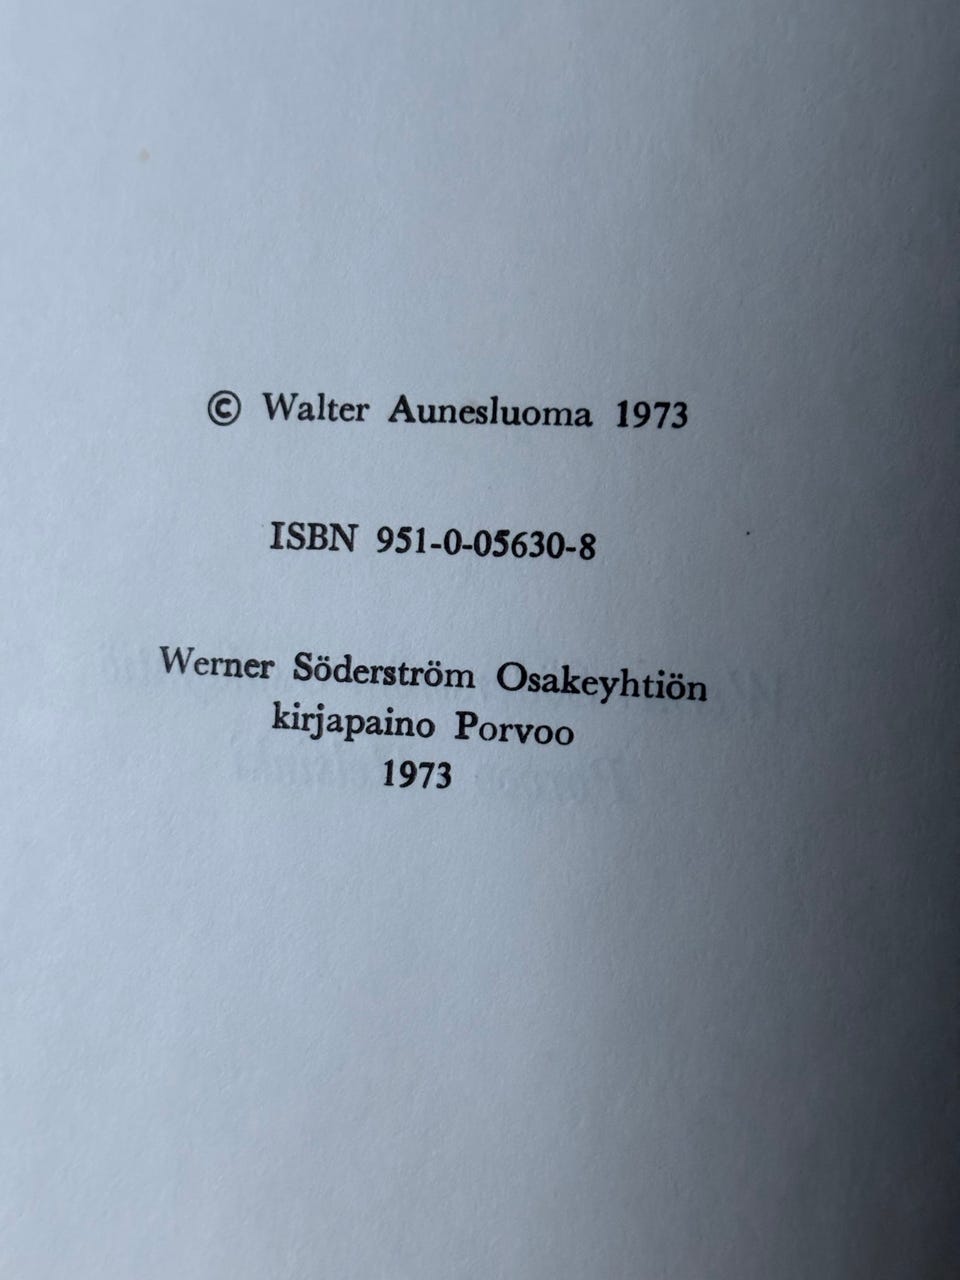 © Walter Aunesluoma 1973
ISBN 951-0-05630-8
Werner Söderström Osakeyhtiön
kirjapaino Porvoo
1973